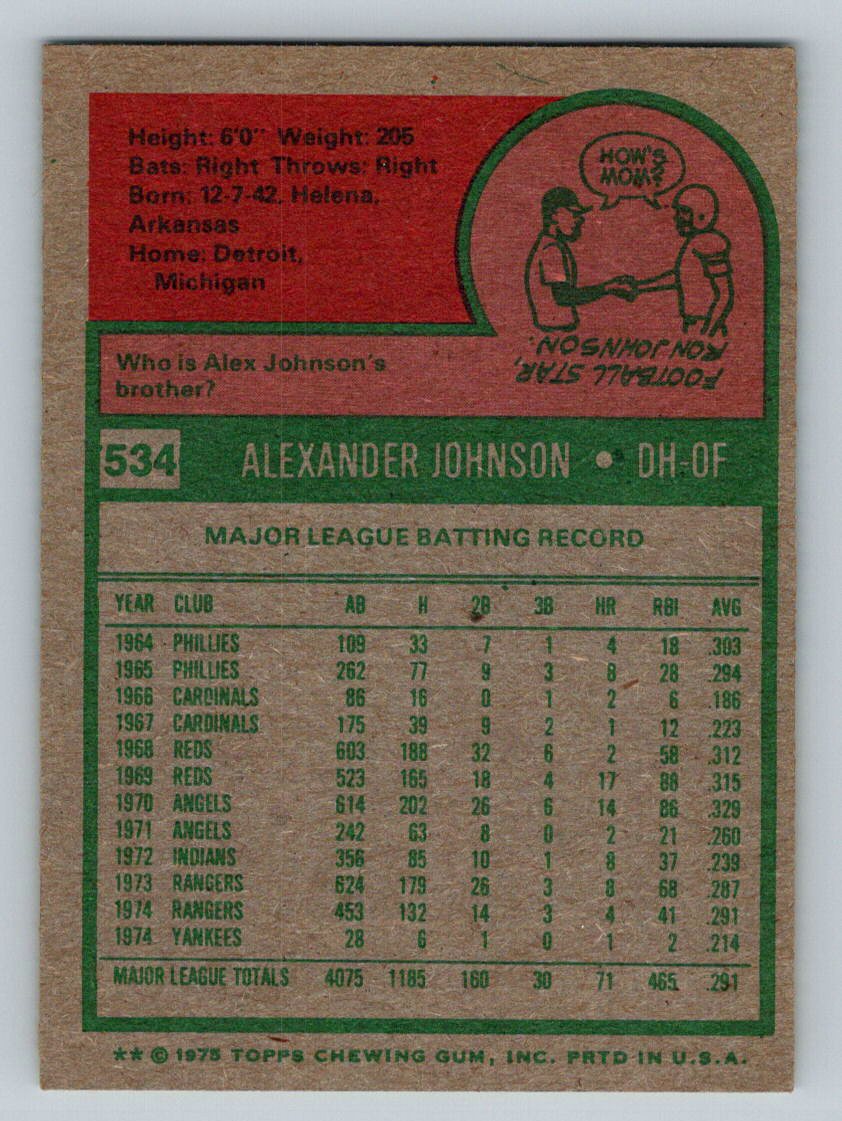 Height: 6'0" Weight: 205
Bats: Right Throws: Right
Born: 12-7-42, Helena,
Arkansas
Home: Detroit,
Michigan
HOW'S
MOM?
FOOTBALL STAR,
RON JOHNSON.
Who is Alex Johnson's
brother?
534 ALEXANDER JOHNSON • DH-OF
MAJOR LEAGUE BATTING RECORD
YEAR CLUB AB H 2B 3B HR RBI AVG
1964 PHILLIES 109 33 7 1 4 18 .303
1965 PHILLIES 262 77 9 3 8 28 .294
1966 CARDINALS 86 16 0 1 2 6 .186
1967 CARDINALS 175 39 9 2 1 12 .223
1968 REDS 603 188 32 6 2 58 .312
1969 REDS 523 165 18 4 17 88 .315
1970 ANGELS 614 202 26 6 14 86 .329
1971 ANGELS 242 63 8 0 2 21 .260
1972 INDIANS 356 85 10 1 8 37 .239
1973 RANGERS 624 179 26 3 8 68 .287
1974 RANGERS 453 132 14 3 4 41 .291
1974 YANKEES 28 6 1 0 1 2 .214
MAJOR LEAGUE TOTALS 4075 1185 160 30 71 465 .291
** © 1975 TOPPS CHEWING GUM, INC. PRTD IN U.S.A.